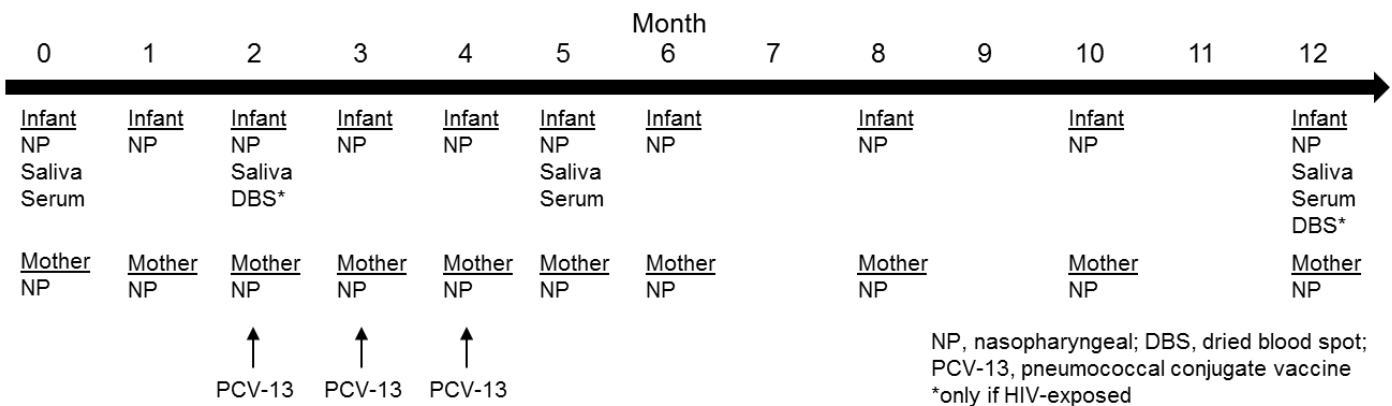 Month
0 1 2 3 4 5 6 7 8 9 10 11 12
Infant Infant Infant Infant Infant Infant Infant Infant Infant Infant
NP NP NP NP NP NP NP NP NP NP
Saliva Saliva Saliva Saliva
Serum DBS* Serum Serum
DBS*
Mother Mother Mother Mother Mother Mother Mother Mother Mother Mother
NP NP NP NP NP NP NP NP NP NP
PCV-13 PCV-13 PCV-13
NP, nasopharyngeal; DBS, dried blood spot;
PCV-13, pneumococcal conjugate vaccine
*only if HIV-exposed